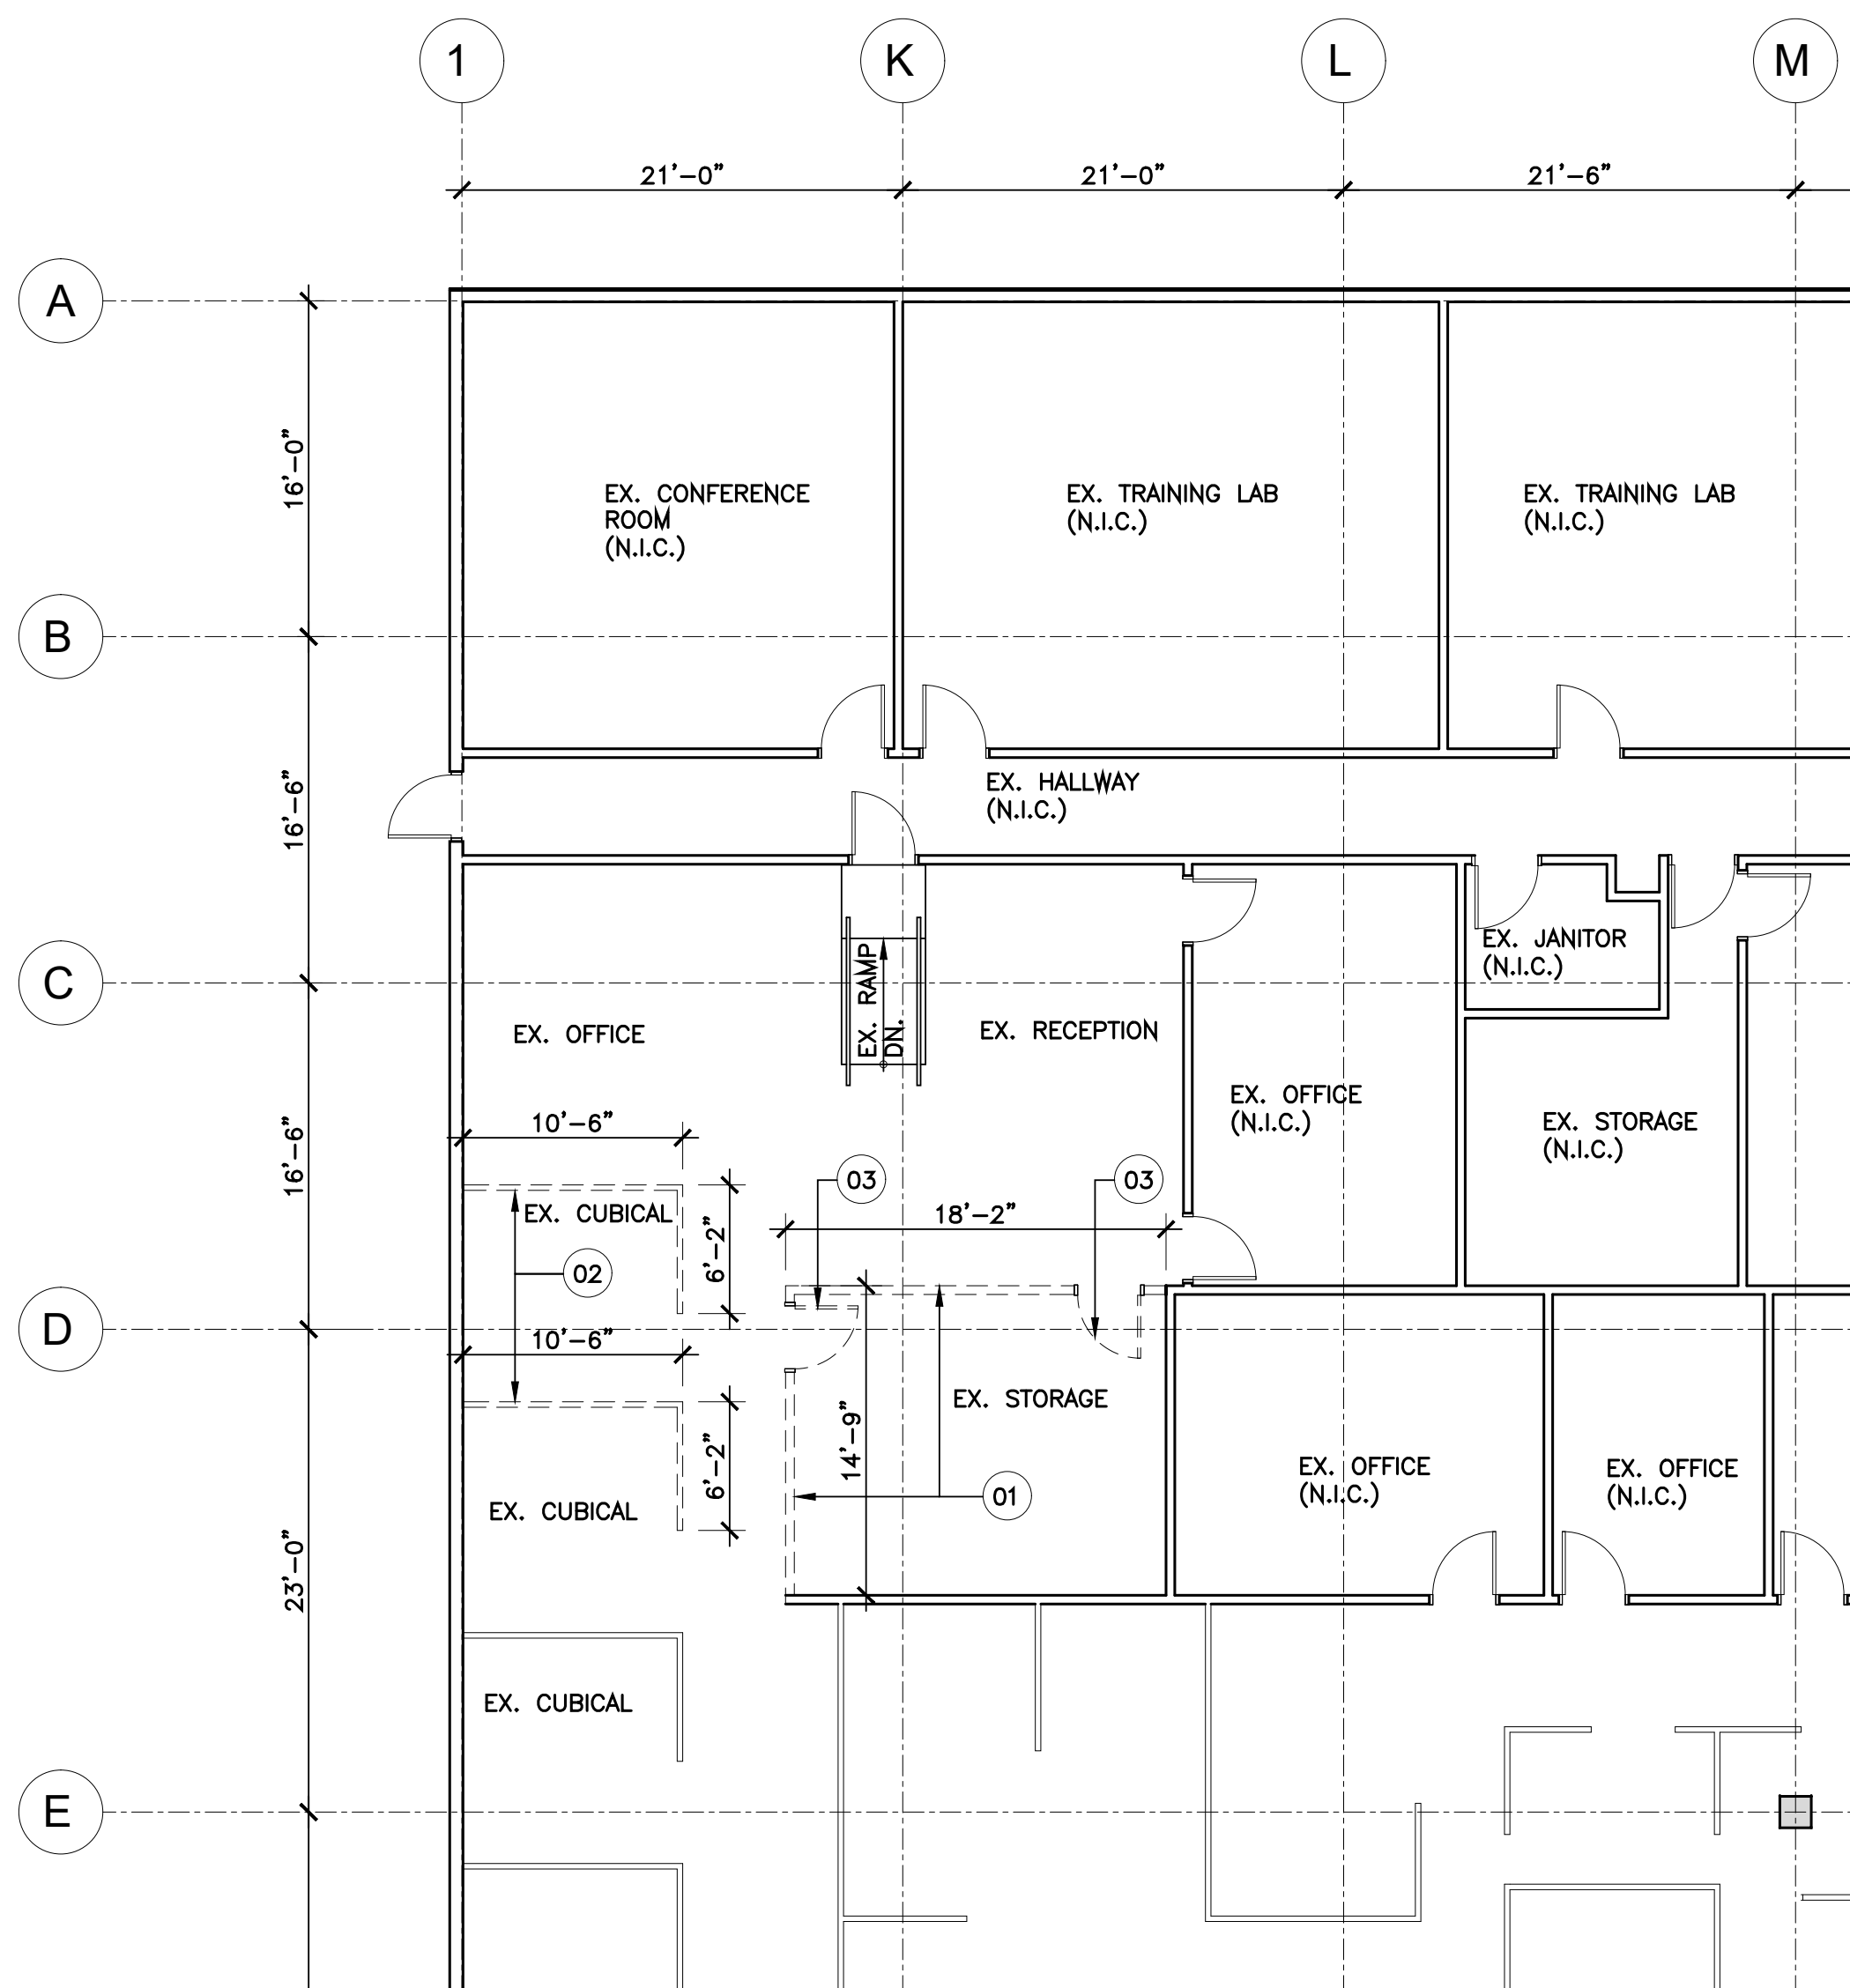 1
K
L
M
21'-0"
21'-0"
21'-6"
A
16'-0"
EX. CONFERENCE
ROOM
(N.I.C.)
EX. TRAINING LAB
(N.I.C.)
EX. TRAINING LAB
(N.I.C.)
B
16'-6"
EX. HALLWAY
(N.I.C.)
EX. JANITOR
(N.I.C.)
C
EX. RAMP
DN.
EX. OFFICE
EX. RECEPTION
EX. OFFICE
(N.I.C.)
EX. STORAGE
(N.I.C.)
16'-6"
10'-6"
03
03
EX. CUBICAL
18'-2"
6'-2"
02
D
10'-6"
EX. STORAGE
14'-9"
6'-2"
EX. OFFICE
(N.I.C.)
EX. OFFICE
(N.I.C.)
01
EX. CUBICAL
23'-0"
EX. CUBICAL
E